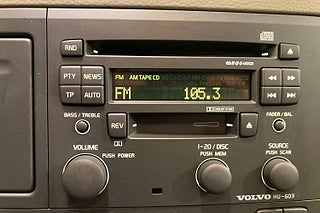 RND
PTY NEWS
TP AUTO
FM AM TAPE CD
FM 105.3
BASS/TREBLE
REV
FADER/BAL
VOLUME
PUSH POWER
1-20/DISC
PUSH MEM
SOURCE
PUSH SCAN
VOLVO HU-603